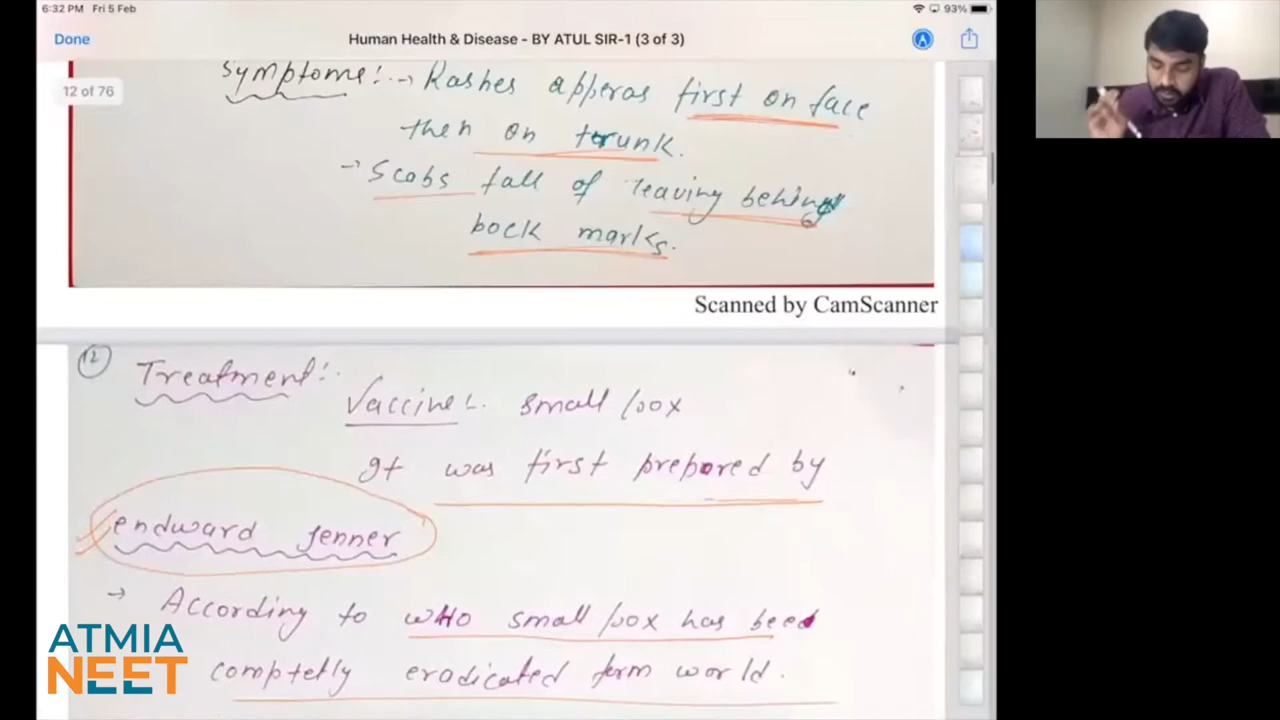 6:32 PM Fri 5 Feb
93%
Done
Human Health & Disease - BY ATUL SIR-1 (3 of 3)
12 of 76
Symptoms:- → Rashes apperas first on face
then on trunk.
→ Scabs fall of leaving behing
bock marks.
Scanned by CamScanner
12
Treatment:-
Vaccine:- small pox
It was first prepared by
endward Jenner
→ According to WHO small pox has beed
comptetly eradicated form world.
ATMIA
NEET